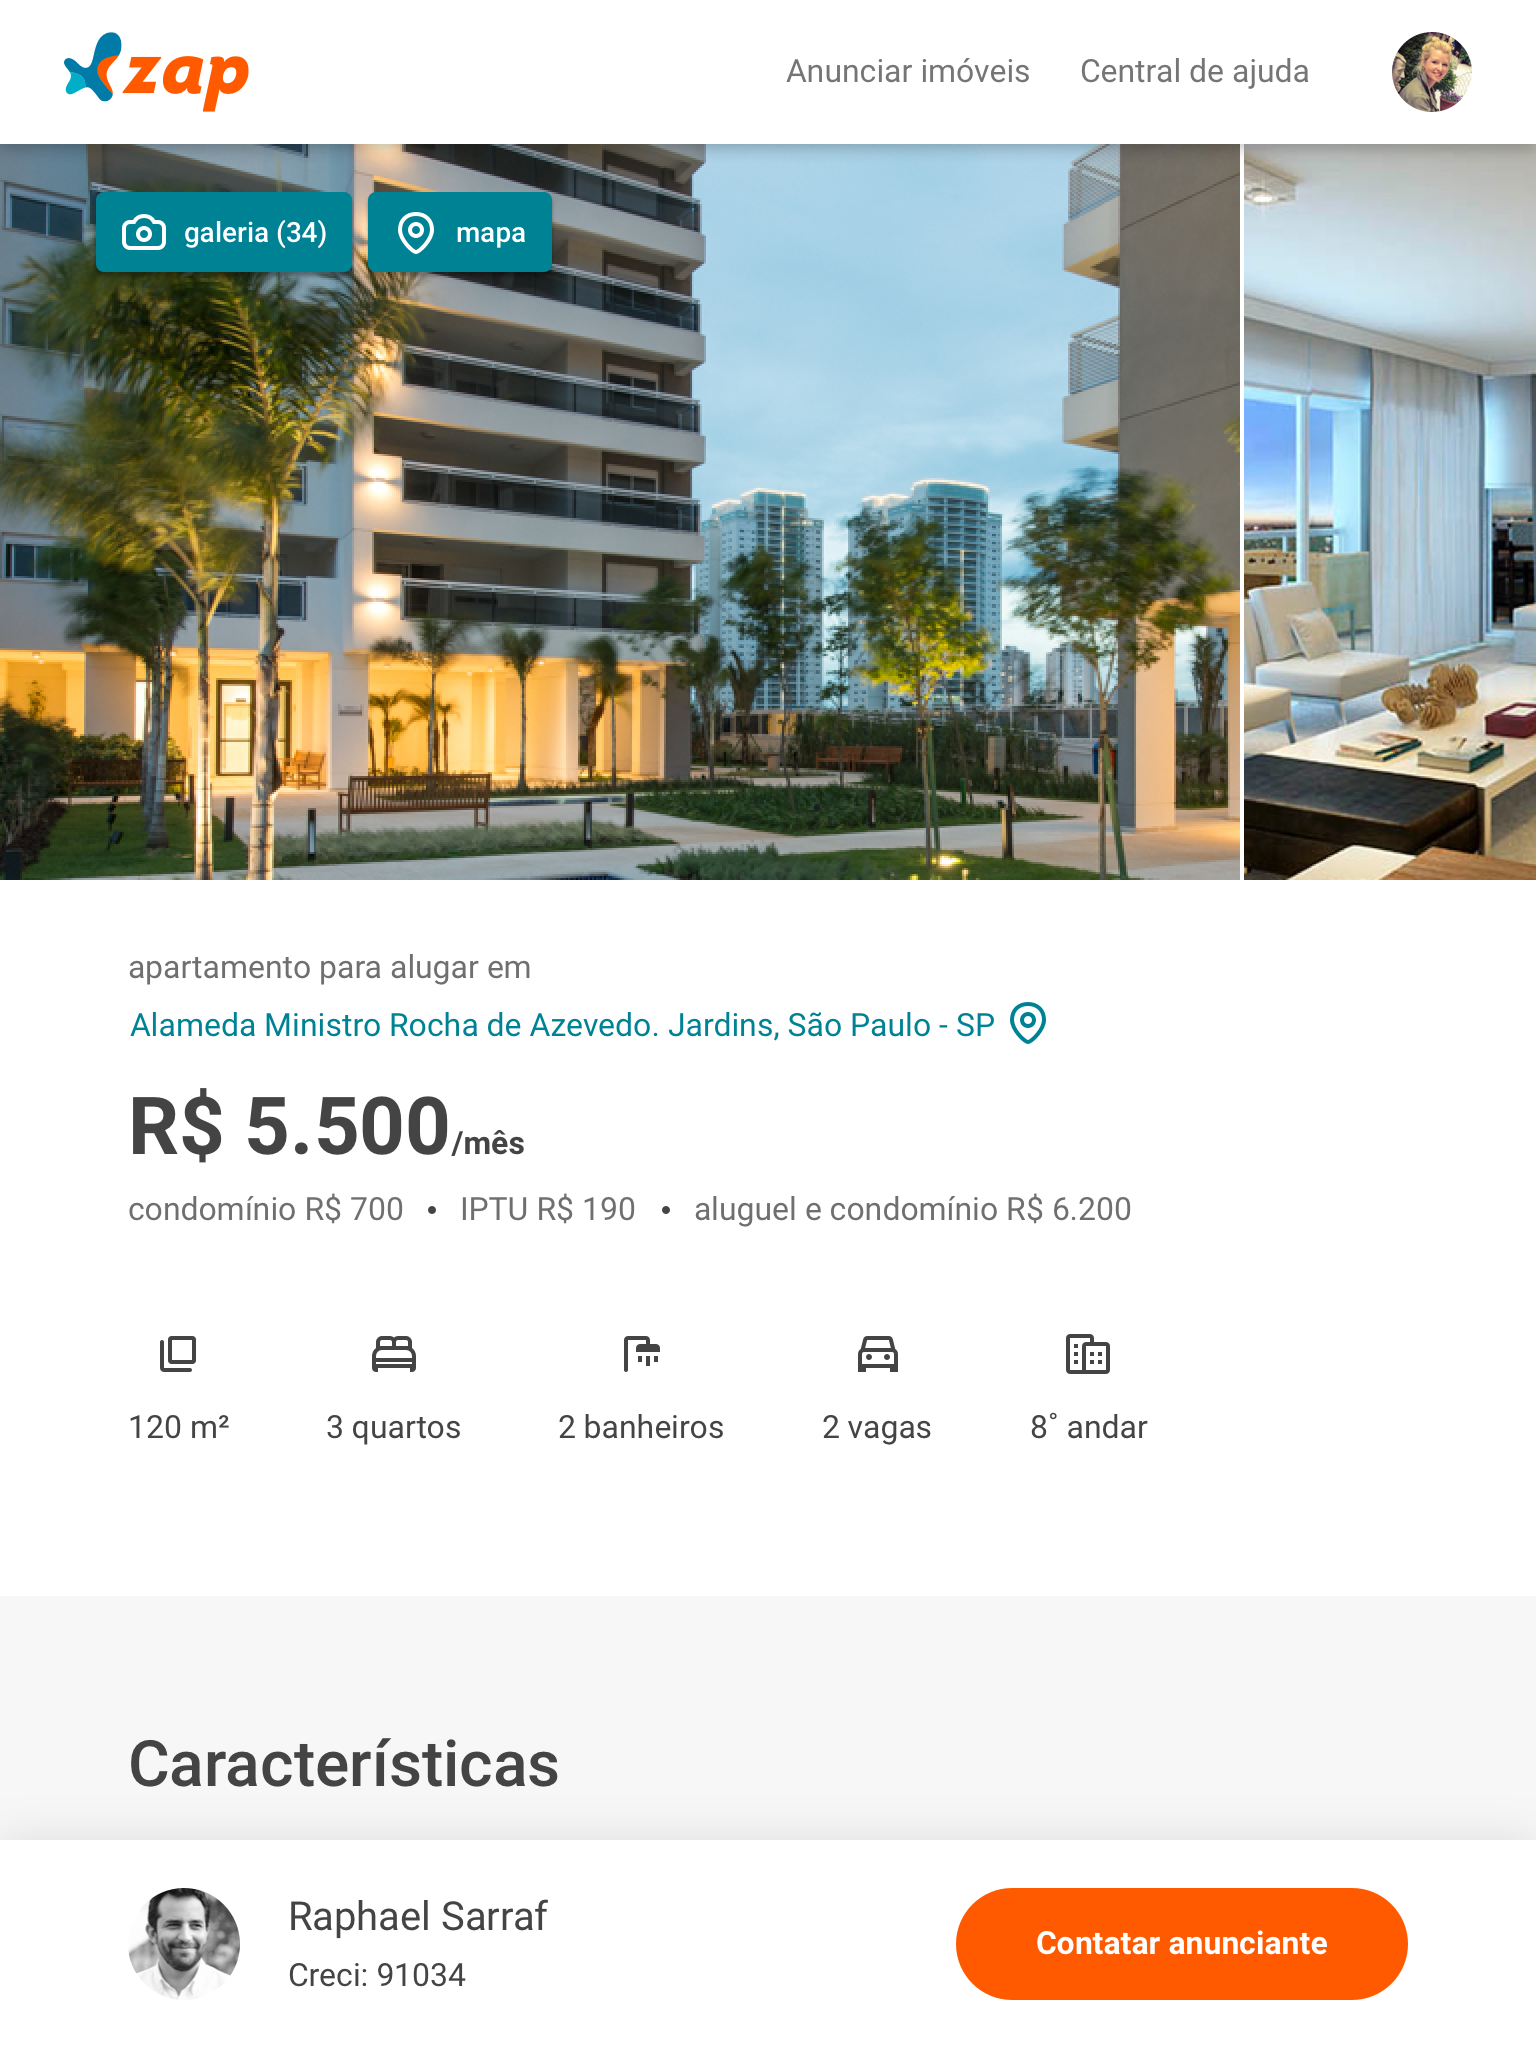 zap
Anunciar imóveis Central de ajuda
galeria (34) mapa
apartamento para alugar em
Alameda Ministro Rocha de Azevedo. Jardins, São Paulo - SP
R$ 5.500/mês
condomínio R$ 700 • IPTU R$ 190 • aluguel e condomínio R$ 6.200
120 m² 3 quartos 2 banheiros 2 vagas 8° andar
Características
Raphael Sarraf
Creci: 91034
Contatar anunciante